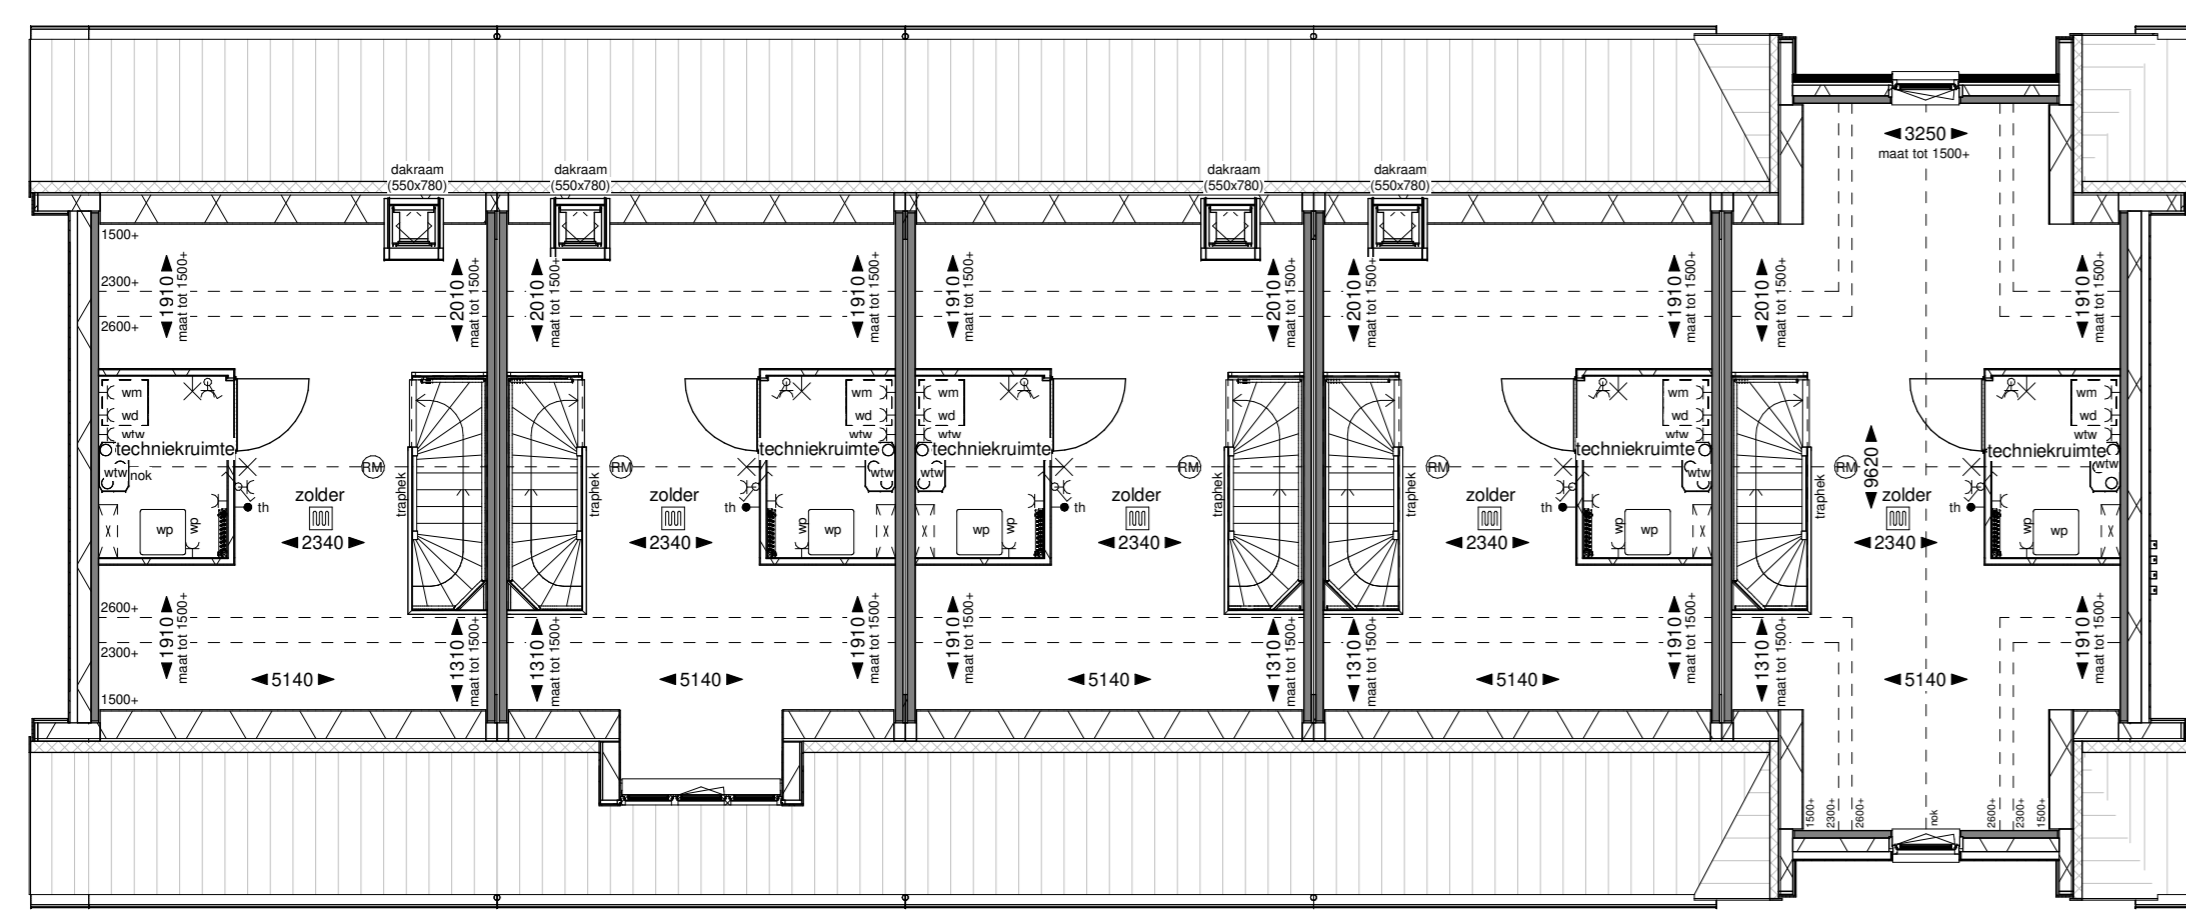 3250
maat tot 1500+
dakraam
(550x780)
dakraam
(550x780)
dakraam
(550x780)
dakraam
(550x780)
1500+
2300+
2600+
1910
maat tot 1500+
2010
maat tot 1500+
2010
maat tot 1500+
1910
maat tot 1500+
1910
maat tot 1500+
2010
maat tot 1500+
2010
maat tot 1500+
1910
maat tot 1500+
2010
maat tot 1500+
1910
maat tot 1500+
wm
wd
wtw
techniekruimte
wtw
nok
wp
wp
RM
zolder
th
2340
traphek
traphek
RM
zolder
2340
th
wm
wd
wtw
techniekruimte
wp
wp
wm
wd
wtw
techniekruimte
wtw
wp
wp
RM
zolder
th
2340
traphek
traphek
RM
zolder
2340
th
wm
wd
wtw
techniekruimte
wtw
wp
wp
traphek
RM
9620
zolder
2340
th
wm
wd
wtw
techniekruimte
wtw
wp
wp
2600+
2300+
1500+
1910
maat tot 1500+
5140
1310
maat tot 1500+
1310
maat tot 1500+
5140
1910
maat tot 1500+
1910
maat tot 1500+
5140
1310
maat tot 1500+
1310
maat tot 1500+
5140
1910
maat tot 1500+
1310
maat tot 1500+
5140
1910
maat tot 1500+
1500+
2300+
2600+
nok
2600+
2300+
1500+